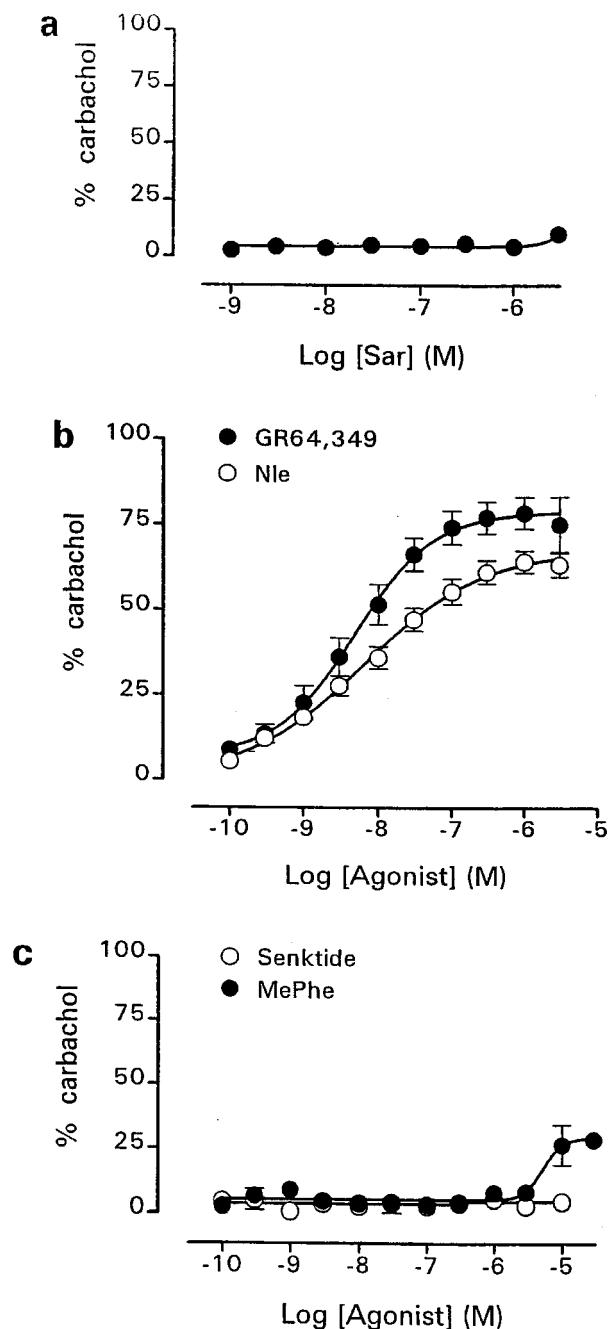 a
100
75
50
25
0
% carbachol
-9 -8 -7 -6
Log [Sar] (M)
b
100
75
50
25
0
% carbachol
GR64,349
Nle
-10 -9 -8 -7 -6 -5
Log [Agonist] (M)
c
100
75
50
25
0
% carbachol
Senktide
MePhe
-10 -9 -8 -7 -6 -5
Log [Agonist] (M)